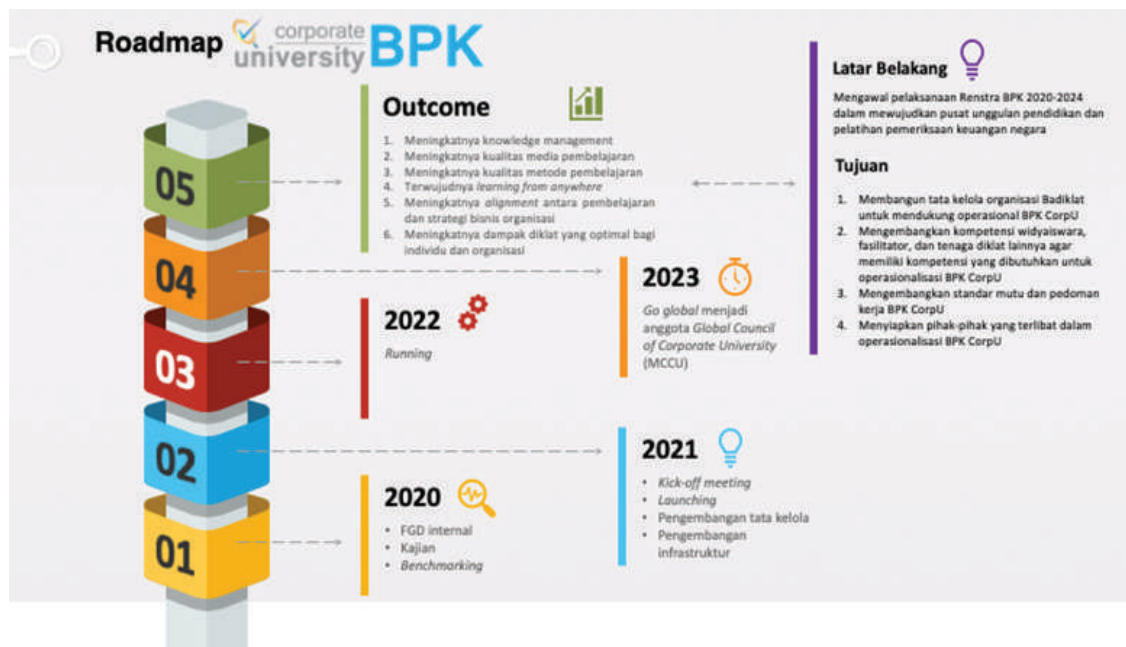 Roadmap corporate university BPK
Outcome
1. Meningkatnya knowledge management
2. Meningkatnya kualitas media pembelajaran
3. Meningkatnya kualitas metode pembelajaran
4. Terwujudnya learning from anywhere
5. Meningkatnya alignment antara pembelajaran
dan strategi bisnis organisasi
6. Meningkatnya dampak diklat yang optimal bagi
individu dan organisasi
Latar Belakang
Mengawal pelaksanaan Renstra BPK 2020-2024
dalam mewujudkan pusat unggulan pendidikan dan
pelatihan pemeriksaan keuangan negara
Tujuan
1. Membangun tata kelola organisasi Badiklat
untuk mendukung operasional BPK CorpU
2. Mengembangkan kompetensi widyaiswara,
fasilitator, dan tenaga diklat lainnya agar
memiliki kompetensi yang dibutuhkan untuk
operasionalisasi BPK CorpU
3. Mengembangkan standar mutu dan pedoman
kerja BPK CorpU
4. Menyiapkan pihak-pihak yang terlibat dalam
operasionalisasi BPK CorpU
05
04
2023
Go global menjadi
anggota Global Council
of Corporate University
(MCCU)
03
2022
Running
02
2021
• Kick-off meeting
• Launching
• Pengembangan tata kelola
• Pengembangan
infrastruktur
01
2020
• FGD internal
• Kajian
• Benchmarking